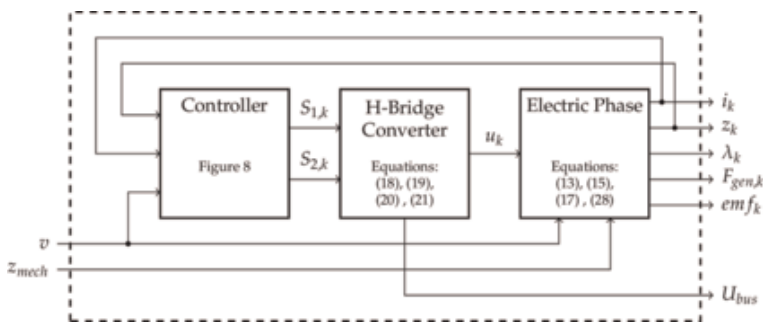 Controller
Figure 8
S1,k
S2,k
H-Bridge
Converter
Equations:
(18), (19),
(20) , (21)
uk
Electric Phase
Equations:
(13), (15),
(17) , (28)
ik
zk
λk
Fgen,k
emfk
v
zmech
Ubus